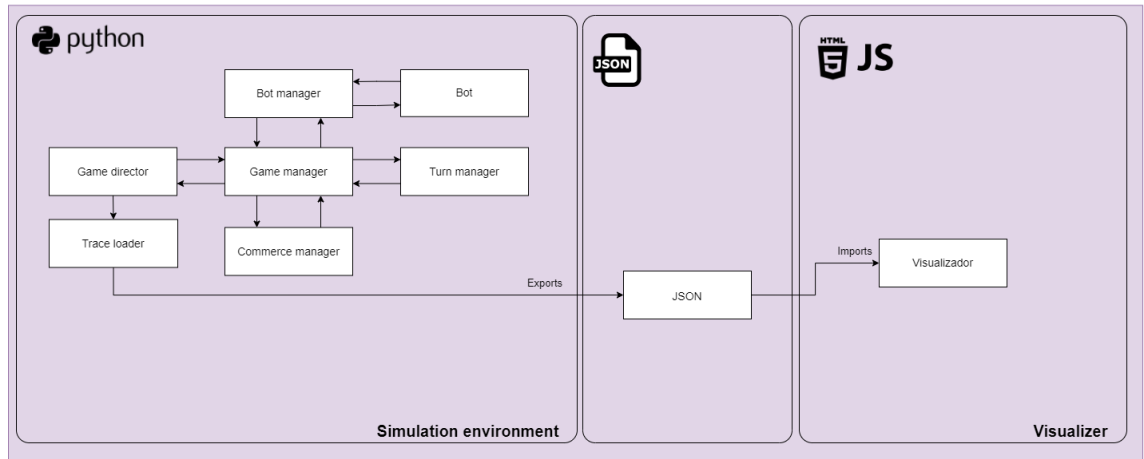 python
Bot manager
Bot
Game director
Game manager
Turn manager
Trace loader
Commerce manager
Exports
Simulation environment
JSON
JSON
HTML
5
JS
Imports
Visualizador
Visualizer